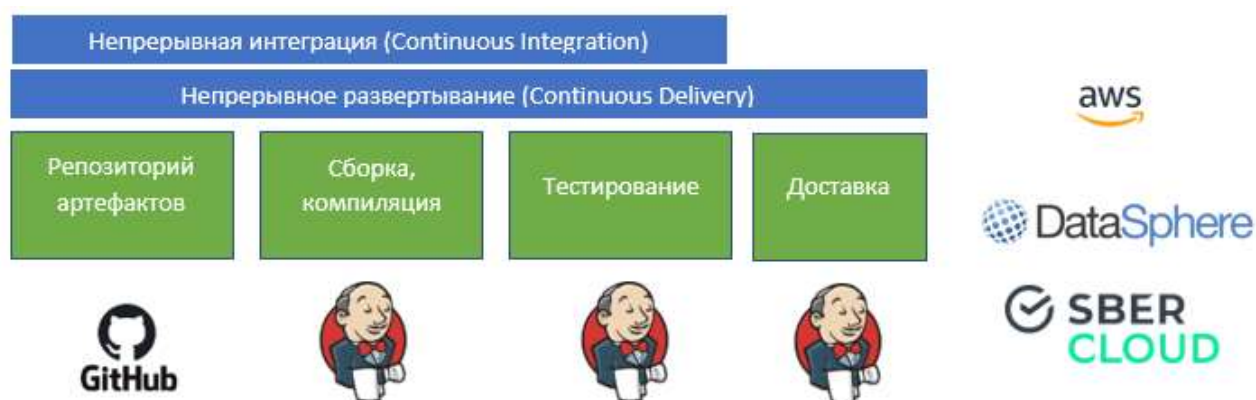 Непрерывная интеграция (Continuous Integration)
Непрерывное развертывание (Continuous Delivery)
Репозиторий
артефактов
Сборка,
компиляция
Тестирование
Доставка
GitHub
aws
DataSphere
SBER
CLOUD